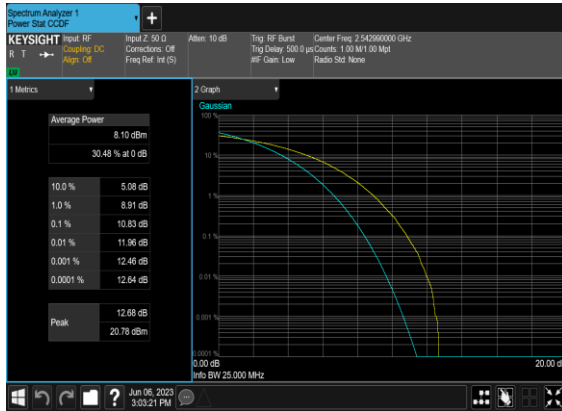 Spectrum Analyzer 1
Power Stat CCDF
+
KEYSIGHT
R T
LU
Input: RF
Coupling: DC
Align: Off
Input Z: 50 Ω
Corrections: Off
Freq Ref: Int (S)
Atten: 10 dB
Trig: RF Burst
Trig Delay: 500.0 µs
#IF Gain: Low
Center Freq: 2.542990000 GHz
Counts: 1.00 M/1.00 Mpt
Radio Std: None
1 Metrics
Average Power
8.10 dBm
30.48 % at 0 dB
10.0 % 5.08 dB
1.0 % 8.91 dB
0.1 % 10.83 dB
0.01 % 11.96 dB
0.001 % 12.46 dB
0.0001 % 12.64 dB
Peak 12.68 dB
20.78 dBm
2 Graph
Gaussian
100 %
10 %
1 %
0.1 %
0.01 %
0.001 %
0.0001 %
0.00 dB 20.00 d
Info BW 25.000 MHz
? Jun 06, 2023
3:03:21 PM